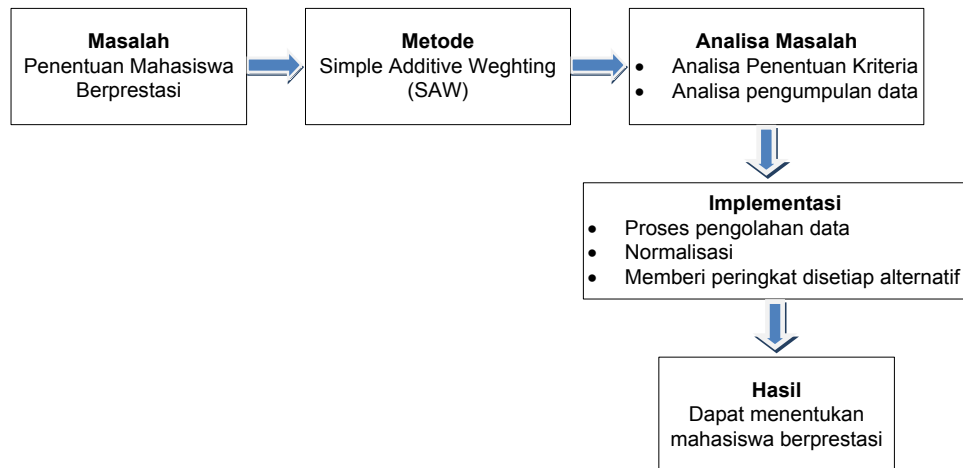 Masalah
Penentuan Mahasiswa
Berprestasi
Metode
Simple Additive Weghting
(SAW)
Analisa Masalah
• Analisa Penentuan Kriteria
• Analisa pengumpulan data
Implementasi
• Proses pengolahan data
• Normalisasi
• Memberi peringkat disetiap alternatif
Hasil
Dapat menentukan
mahasiswa berprestasi